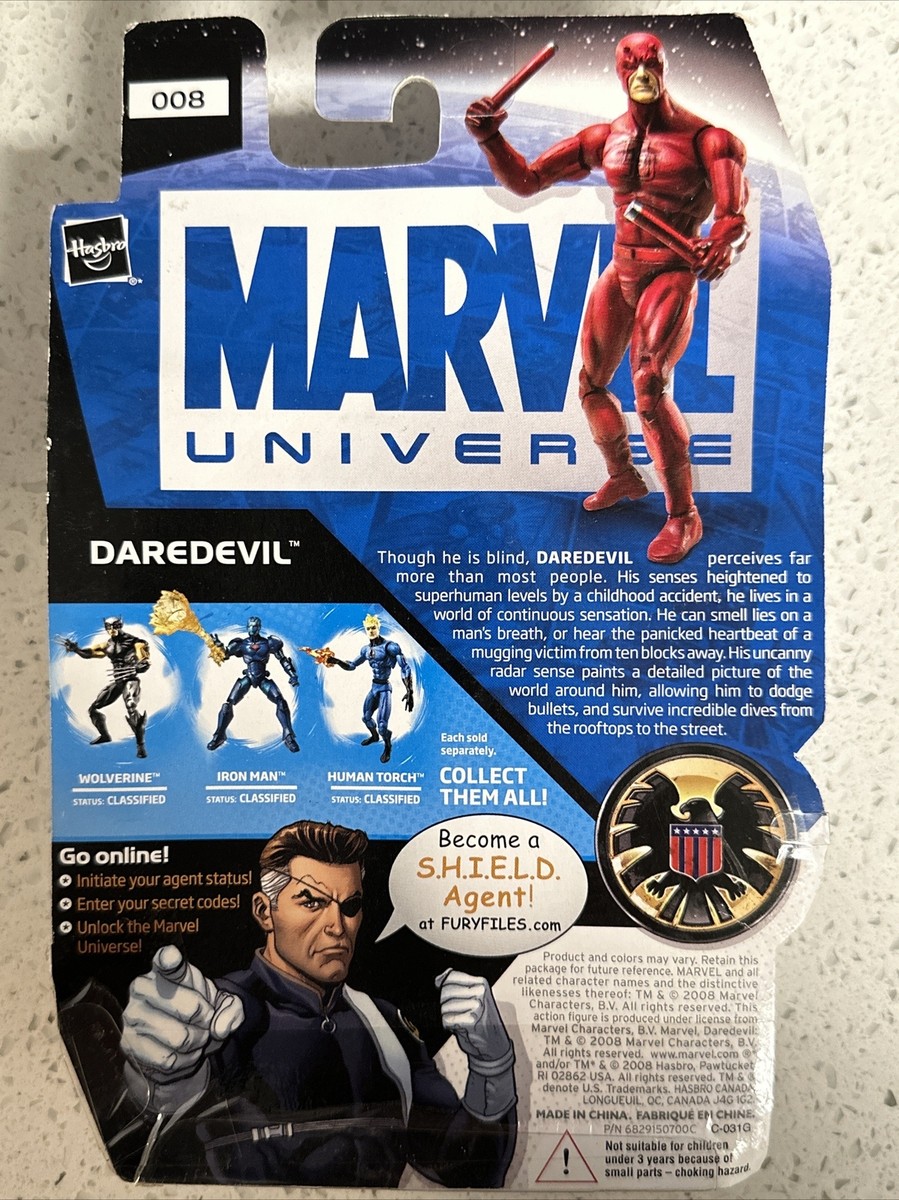 008
Hasbro
®*
MARVEL
UNIVERSE
DAREDEVIL™
Though he is blind, DAREDEVIL perceives far
more than most people. His senses heightened to
superhuman levels by a childhood accident, he lives in a
world of continuous sensation. He can smell lies on a
man's breath, or hear the panicked heartbeat of a
mugging victim from ten blocks away. His uncanny
radar sense paints a detailed picture of the
world around him, allowing him to dodge
bullets, and survive incredible dives from
the rooftops to the street.
WOLVERINE™
STATUS: CLASSIFIED
IRON MAN™
STATUS: CLASSIFIED
HUMAN TORCH™
STATUS: CLASSIFIED
Each sold
separately.
COLLECT
THEM ALL!
Go online!
Initiate your agent status!
Enter your secret codes!
Unlock the Marvel
Universe!
Become a
S.H.I.E.L.D.
Agent!
at FURYFILES.com
Product and colors may vary. Retain this
package for future reference. MARVEL and all
related character names and the distinctive
likenesses thereof: TM & © 2008 Marvel
Characters, B.V. All rights reserved. This
action figure is produced under license from
Marvel Characters, B.V. Marvel, Daredevil:
TM & © 2008 Marvel Characters, B.V.
All rights reserved. www.marvel.com ®*
and/or TM* & © 2008 Hasbro, Pawtucket,
RI 02862 USA. All rights reserved. TM & ®
denote U.S. Trademarks. HASBRO CANADA,
LONGUEUIL, QC, CANADA J4G 1G2.
MADE IN CHINA. FABRIQUÉ EN CHINE.
P/N 6829150700C C-031G
Not suitable for children
under 3 years because of
small parts – choking hazard.